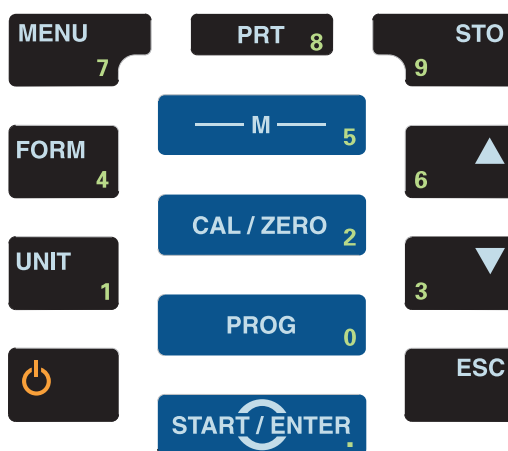 MENU 7
PRT 8
STO 9
M 5
FORM 4
6
CAL / ZERO 2
UNIT 1
3
PROG 0
ESC
START / ENTER .